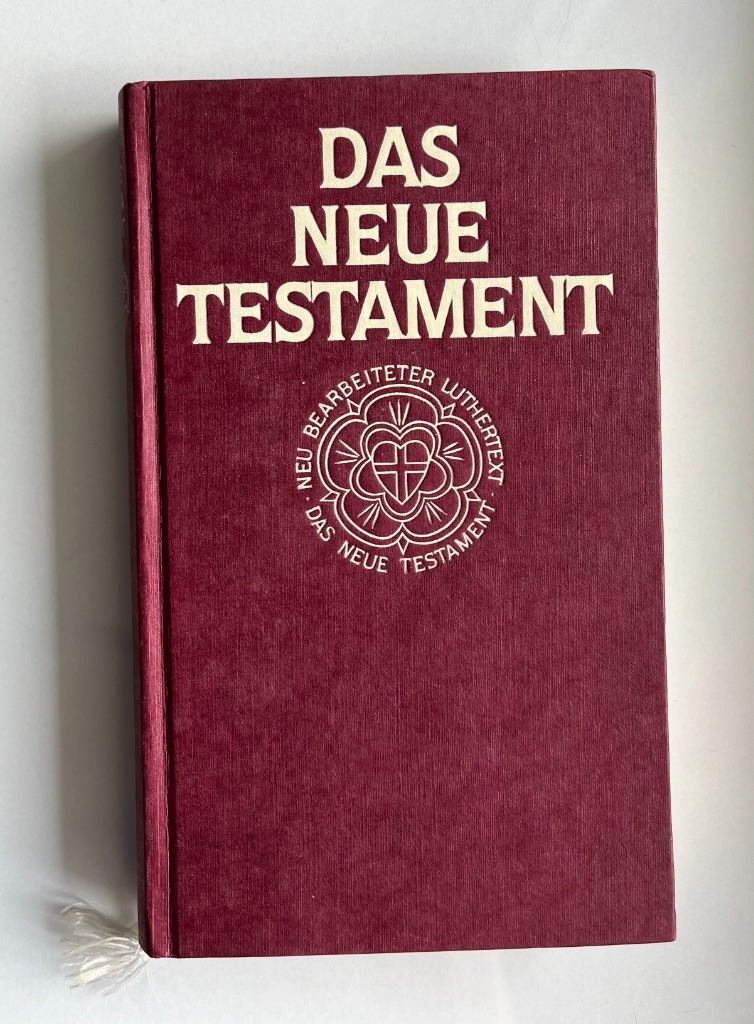 DAS
NEUE
TESTAMENT
NEU BEARBEITETER LUTHERTEXT
· DAS NEUE TESTAMENT ·